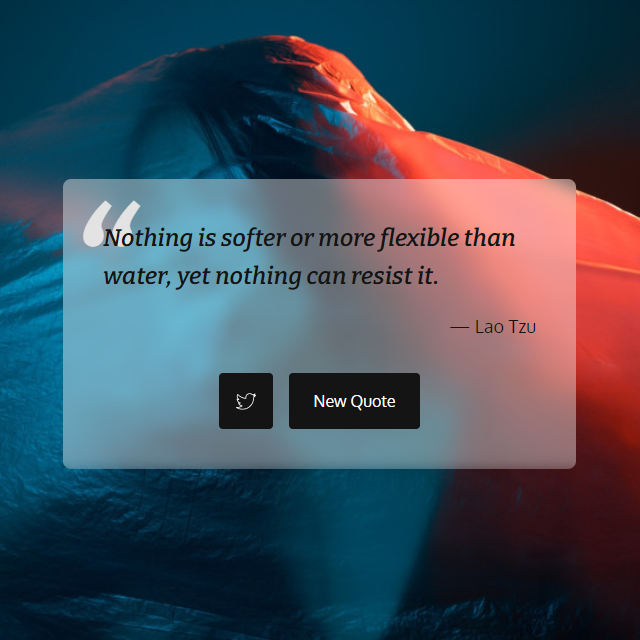 “
Nothing is softer or more flexible than
water, yet nothing can resist it.
— Lao Tzu
New Quote